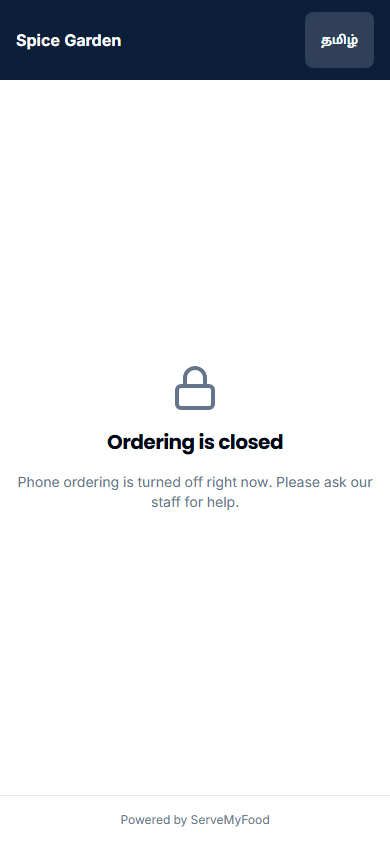 Spice Garden
தமிழ்
Ordering is closed
Phone ordering is turned off right now. Please ask our
staff for help.
Powered by ServeMyFood